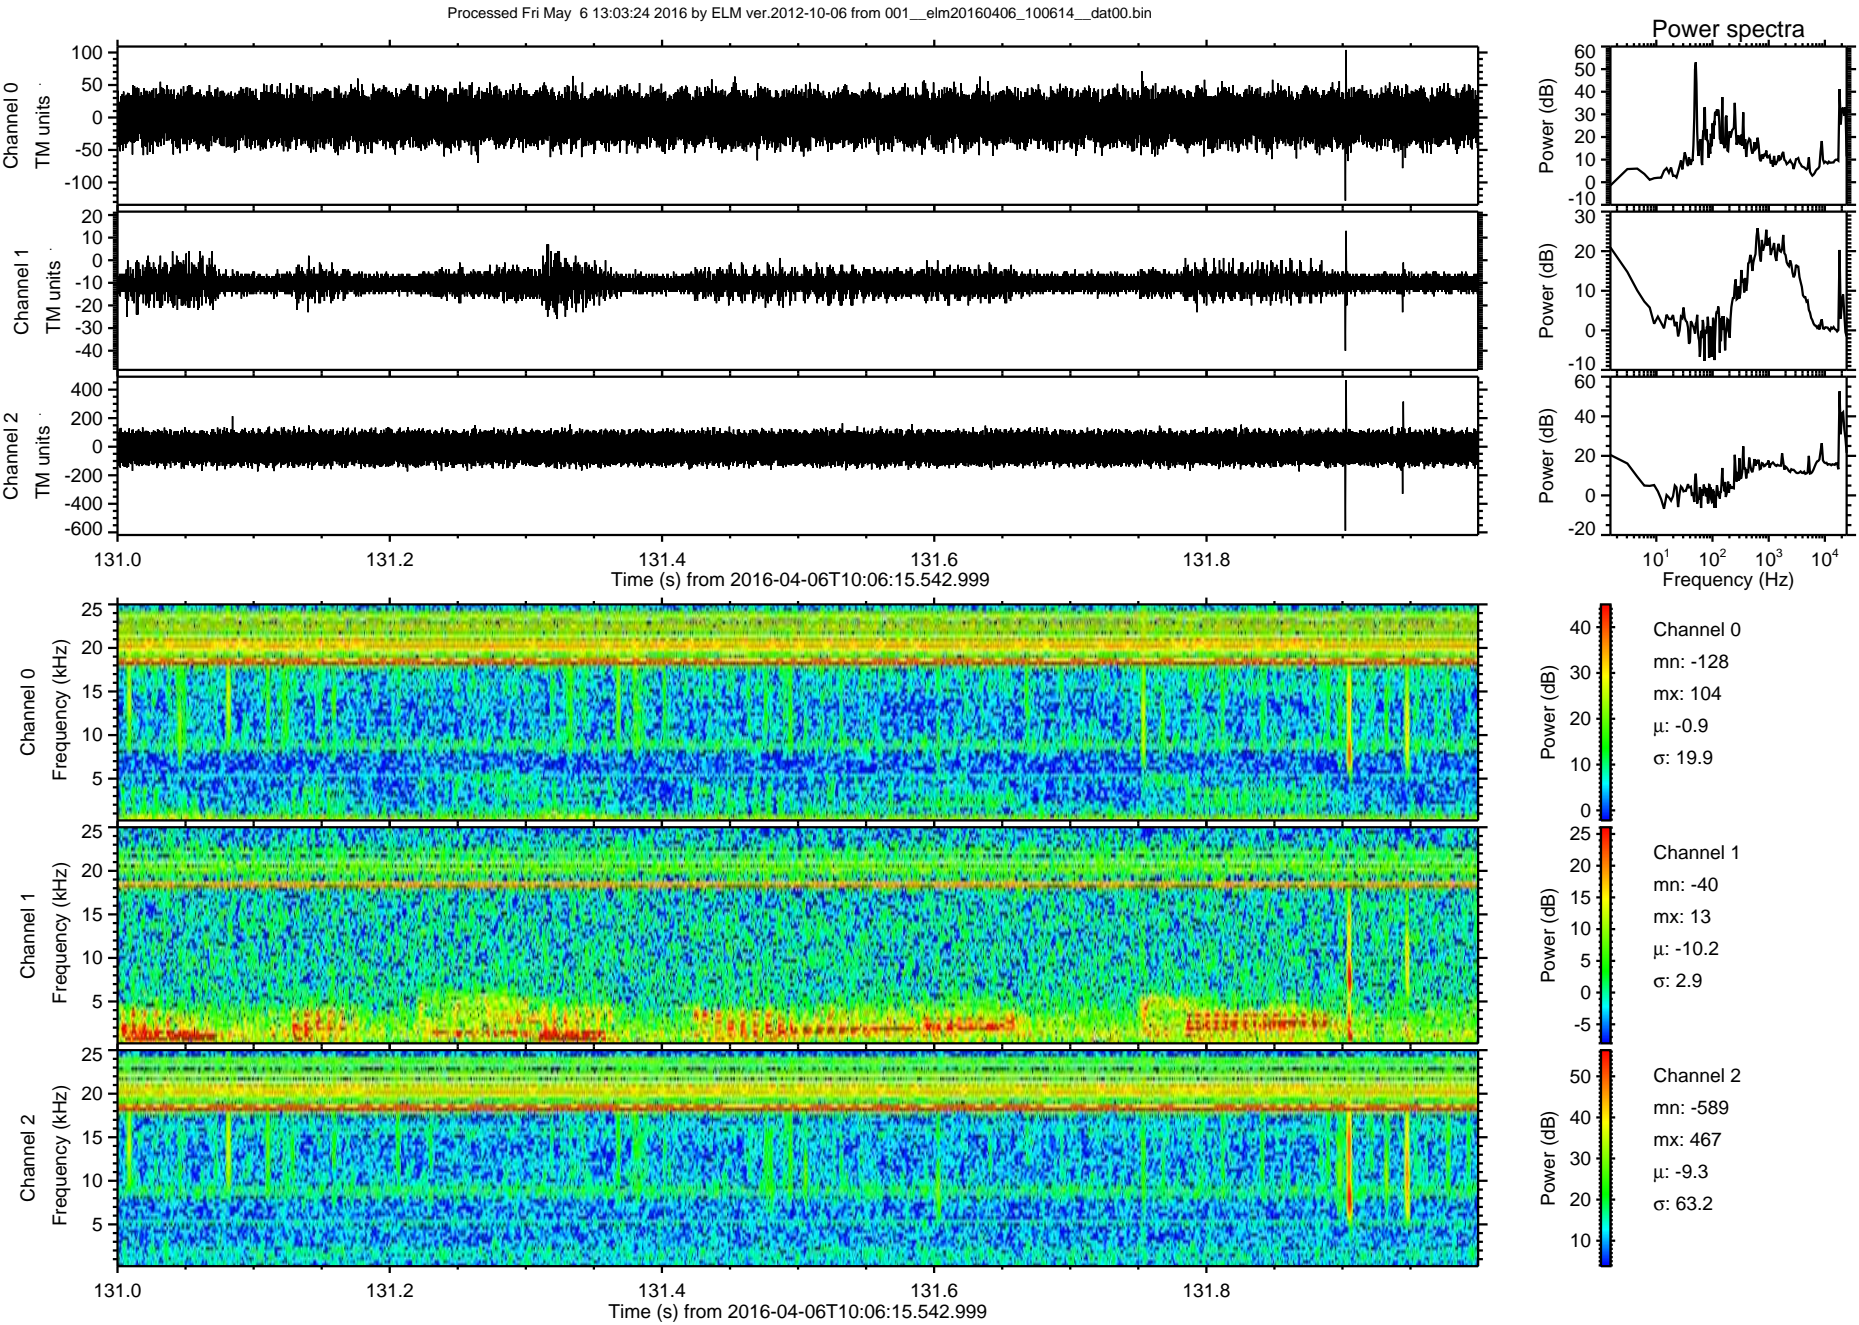 Processed Fri May  6 13:03:24 2016 by ELM ver.2012-10-06 from 001__elm20160406_100614__dat00.bin
Power spectra
Channel 0
TM units
100
50
0
-50
-100
Power (dB)
60
50
40
30
20
10
0
-10
Channel 1
TM units
20
10
0
-10
-20
-30
-40
Power (dB)
30
20
10
0
-10
Channel 2
TM units
400
200
0
-200
-400
-600
Power (dB)
60
40
20
0
-20
131.0 131.2 131.4 131.6 131.8
Time (s) from 2016-04-06T10:06:15.542.999
10^1 10^2 10^3 10^4
Frequency (Hz)
Channel 0
Frequency (kHz)
25
20
15
10
5
Power (dB)
40
30
20
10
0
Channel 0
mn: -128
mx: 104
μ: -0.9
σ: 19.9
Channel 1
Frequency (kHz)
25
20
15
10
5
Power (dB)
25
20
15
10
5
0
-5
Channel 1
mn: -40
mx: 13
μ: -10.2
σ: 2.9
Channel 2
Frequency (kHz)
25
20
15
10
5
Power (dB)
50
40
30
20
10
Channel 2
mn: -589
mx: 467
μ: -9.3
σ: 63.2
131.0 131.2 131.4 131.6 131.8
Time (s) from 2016-04-06T10:06:15.542.999